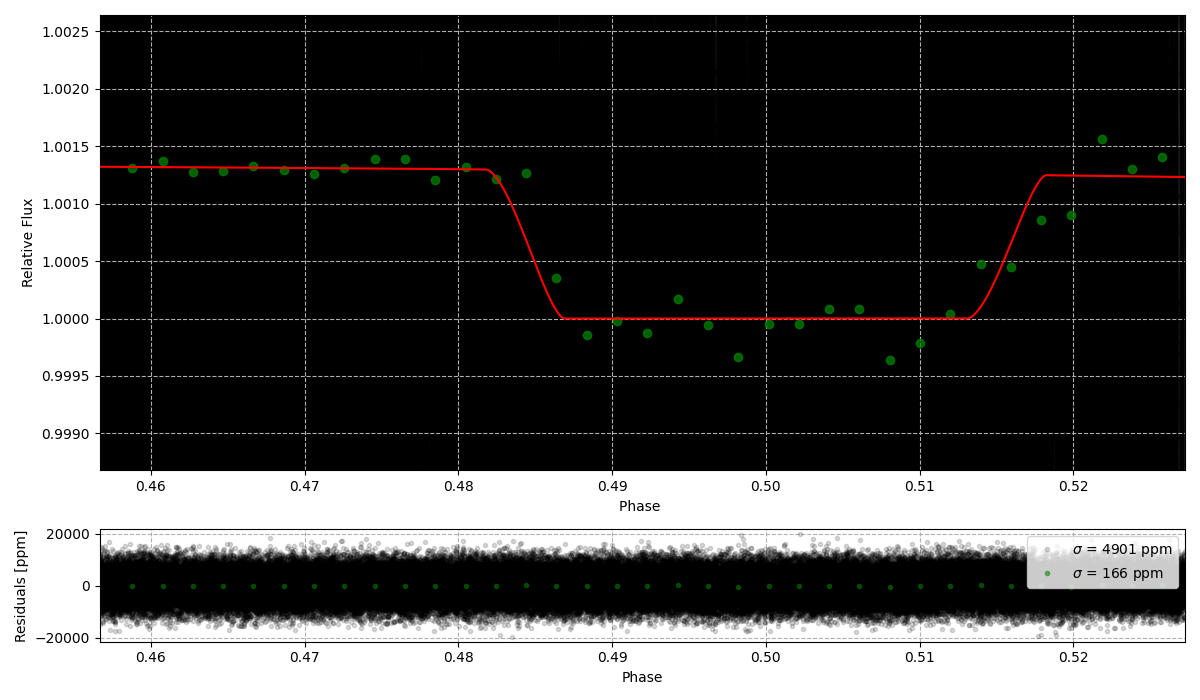 1.0025
1.0020
1.0015
1.0010
1.0005
1.0000
0.9995
0.9990
Relative Flux
0.46 0.47 0.48 0.49 0.50 0.51 0.52
Phase
20000
0
−20000
Residuals [ppm]
σ = 4901 ppm
σ = 166 ppm
0.46 0.47 0.48 0.49 0.50 0.51 0.52
Phase